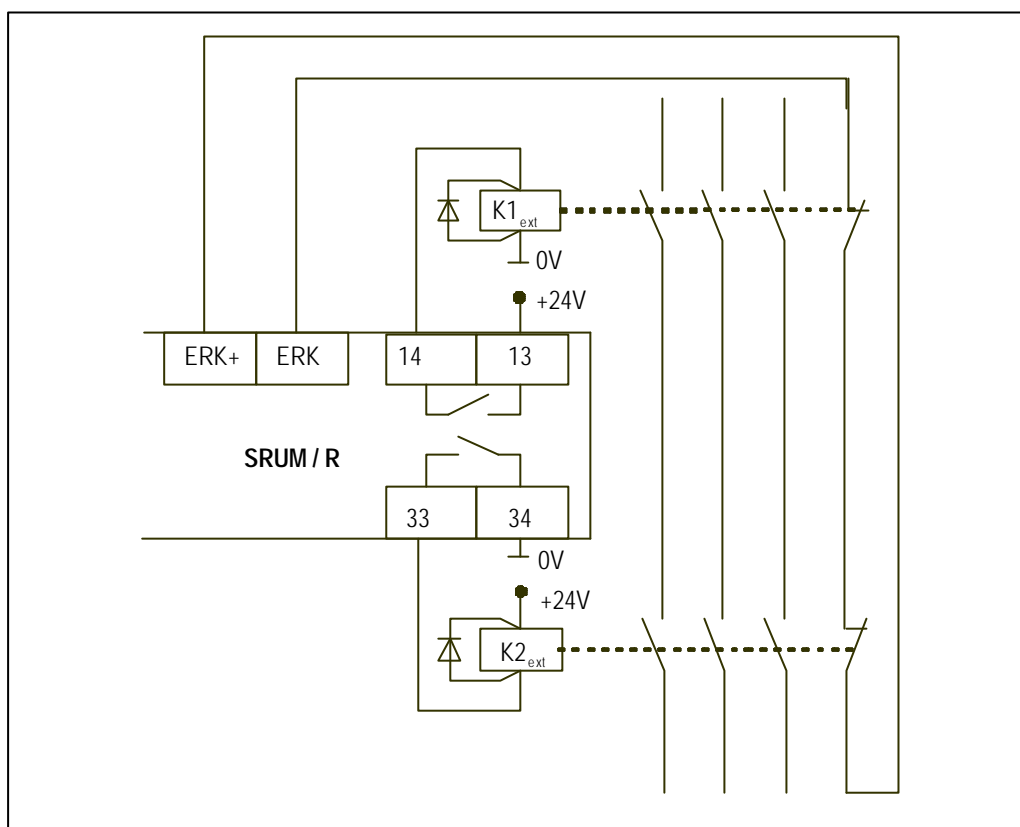 K1ext
0V
+24V
ERK+ ERK 14 13
SRUM / R
33 34
0V
+24V
K2ext